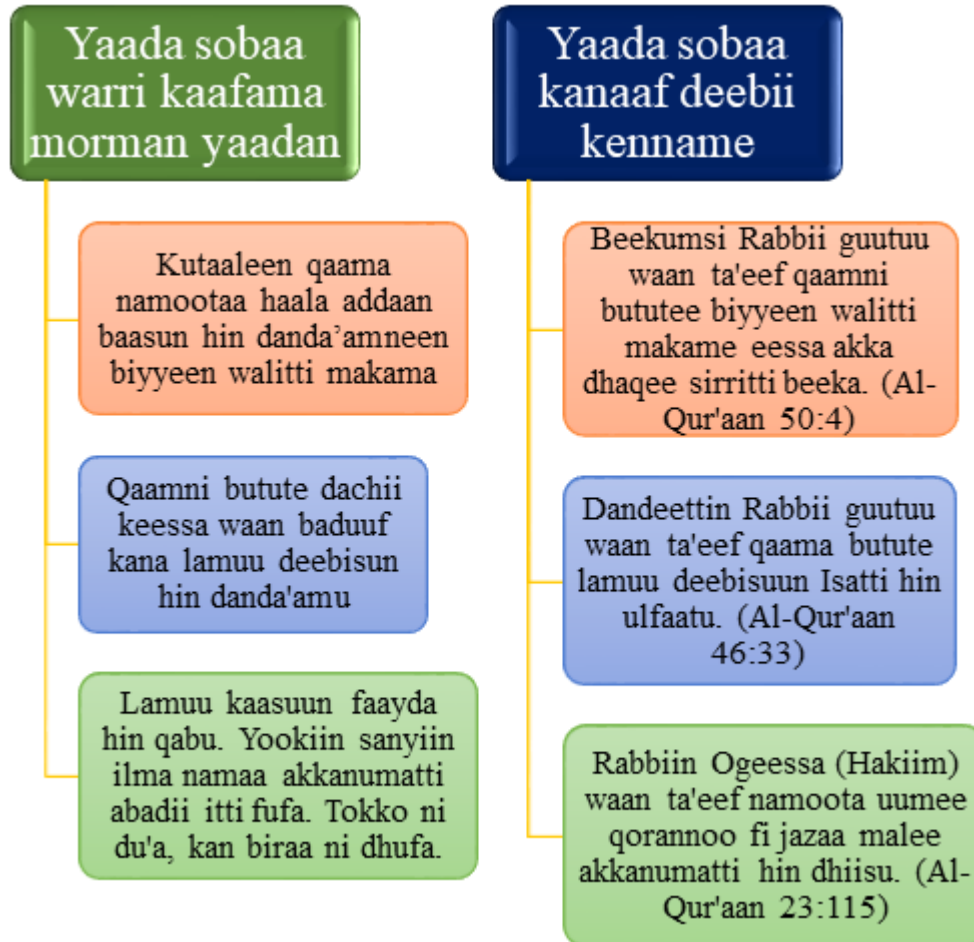 Yaada sobaa
warri kaafama
morman yaadan
Kutaaleen qaama
namootaa haala addaan
baasun hin danda’amneen
biyyeen walitti makama
Qaamni butute dachii
keessa waan baduuf
kana lamuu deebisun
hin danda'amu
Lamuu kaasuun faayda
hin qabu. Yookiin sanyiin
ilma namaa akkanumatti
abadii itti fufa. Tokko ni
du'a, kan biraa ni dhufa.
Yaada sobaa
kanaaf deebii
kenname
Beekumsi Rabbii guutuu
waan ta'eef qaamni
bututee biyyeen walitti
makame eessa akka
dhaqee sirritti beeka. (Al-
Qur'aan 50:4)
Dandeettin Rabbii guutuu
waan ta'eef qaama butute
lamuu deebisuun Isatti hin
ulfaatu. (Al-Qur'aan
46:33)
Rabbiin Ogeessa (Hakiim)
waan ta'eef namoota uumee
qorannoo fi jazaa malee
akkanumatti hin dhiisu. (Al-
Qur'aan 23:115)